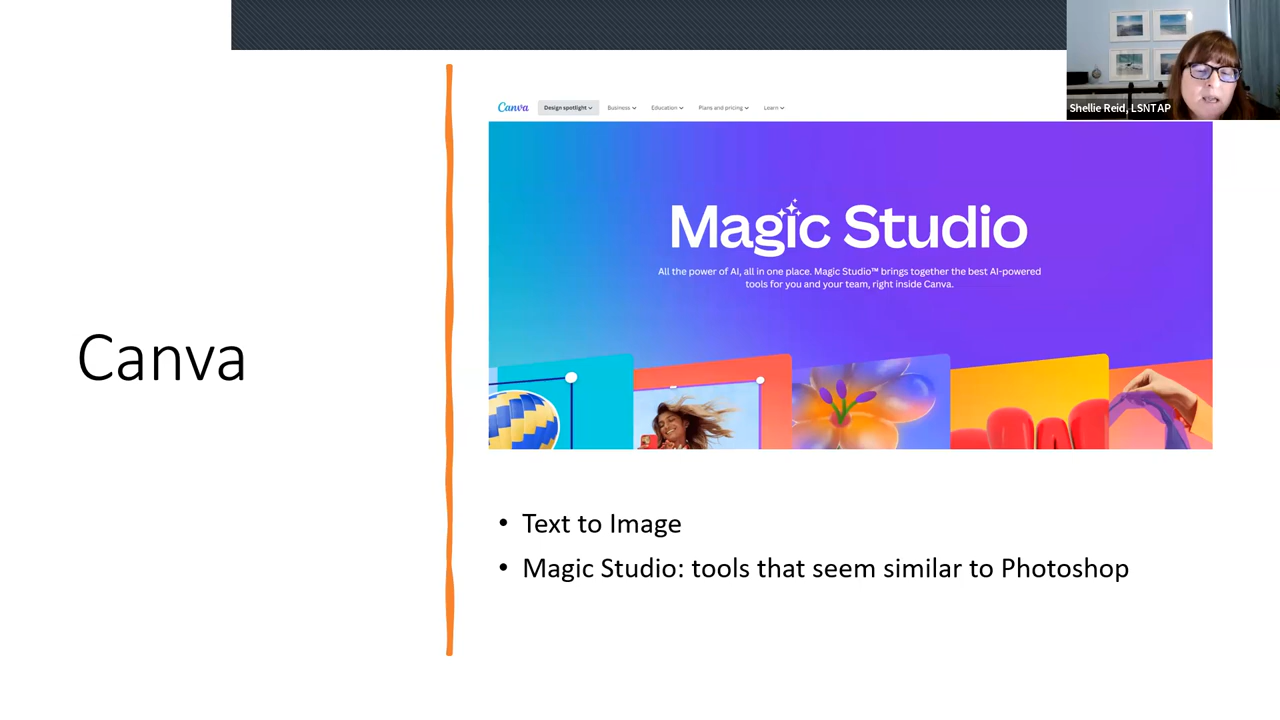 Canva
Design spotlight
Business
Education
Plans and pricing
Learn
Shellie Reid, LSNTAP
Magic Studio
All the power of AI, all in one place. Magic Studio™ brings together the best AI-powered
tools for you and your team, right inside Canva.
Canva
• Text to Image
• Magic Studio: tools that seem similar to Photoshop